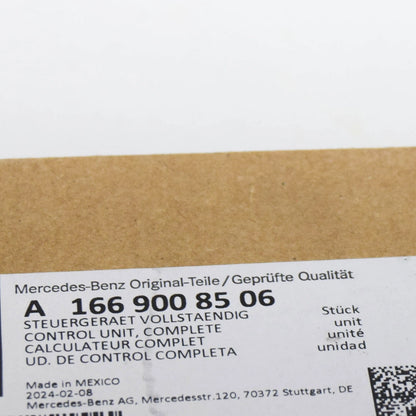 Mercedes-Benz Original-Teile/Geprüfte Qualität
A 166 900 85 06
STEUERGERAET VOLLSTAENDIG Stück
CONTROL UNIT, COMPLETE unit
CALCULATEUR COMPLET unité
UD. DE CONTROL COMPLETA unidad
Made in MEXICO
2024-02-08
Mercedes-Benz AG, Mercedesstr.120, 70372 Stuttgart, DE